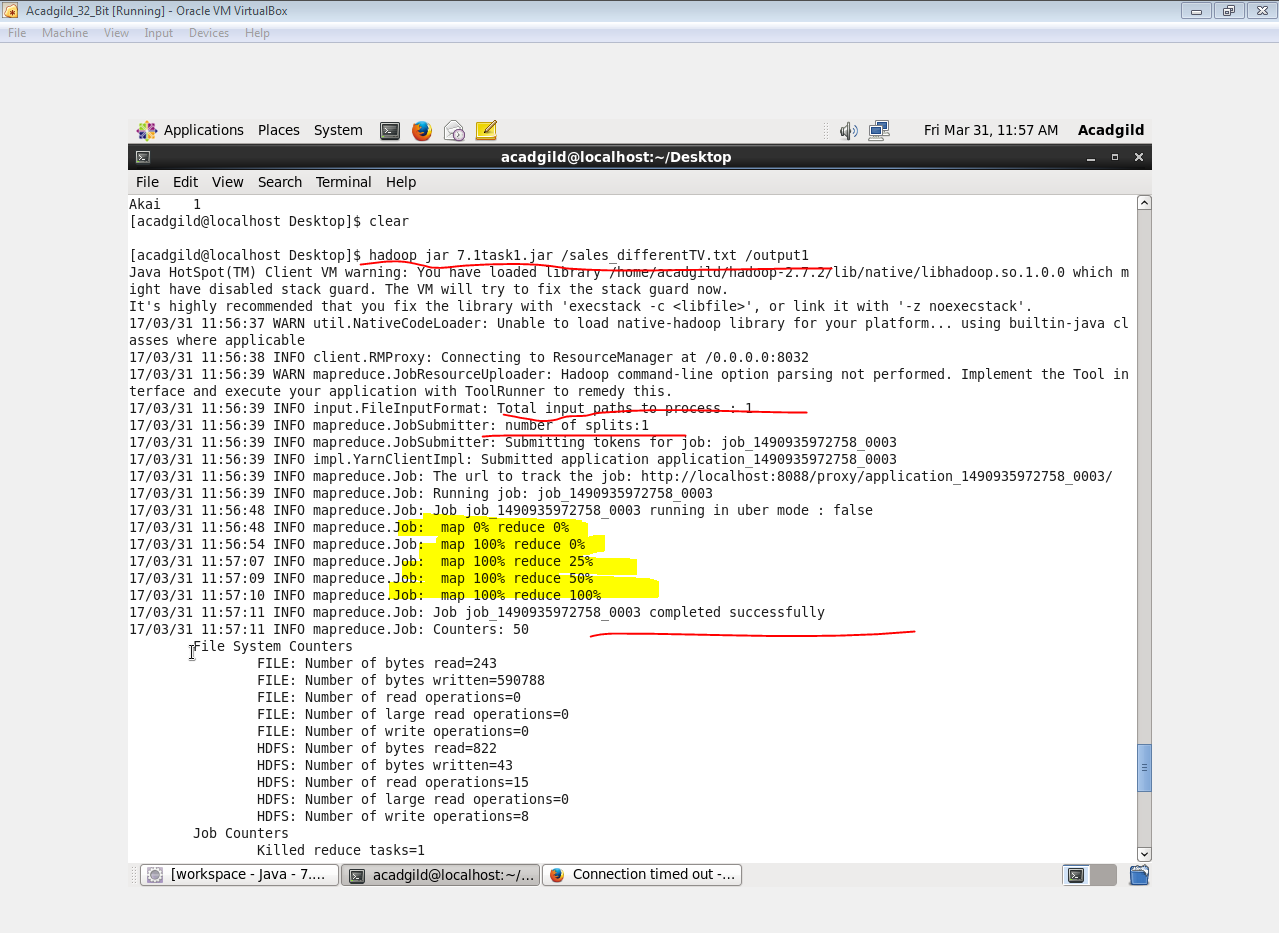 Acadgild_32_Bit [Running] - Oracle VM VirtualBox
File Machine View Input Devices Help
Applications Places System Fri Mar 31, 11:57 AM Acadgild
acadgild@localhost:~/Desktop
File Edit View Search Terminal Help
Akai 1
[acadgild@localhost Desktop]$ clear
[acadgild@localhost Desktop]$ hadoop jar 7.1task1.jar /sales_differentTV.txt /output1
Java HotSpot(TM) Client VM warning: You have loaded library /home/acadgild/hadoop-2.7.2/lib/native/libhadoop.so.1.0.0 which m
ight have disabled stack guard. The VM will try to fix the stack guard now.
It's highly recommended that you fix the library with 'execstack -c <libfile>', or link it with '-z noexecstack'.
17/03/31 11:56:37 WARN util.NativeCodeLoader: Unable to load native-hadoop library for your platform... using builtin-java cl
asses where applicable
17/03/31 11:56:38 INFO client.RMProxy: Connecting to ResourceManager at /0.0.0.0:8032
17/03/31 11:56:39 WARN mapreduce.JobResourceUploader: Hadoop command-line option parsing not performed. Implement the Tool in
terface and execute your application with ToolRunner to remedy this.
17/03/31 11:56:39 INFO input.FileInputFormat: Total input paths to process : 1
17/03/31 11:56:39 INFO mapreduce.JobSubmitter: number of splits:1
17/03/31 11:56:39 INFO mapreduce.JobSubmitter: Submitting tokens for job: job_1490935972758_0003
17/03/31 11:56:39 INFO impl.YarnClientImpl: Submitted application application_1490935972758_0003
17/03/31 11:56:39 INFO mapreduce.Job: The url to track the job: http://localhost:8088/proxy/application_1490935972758_0003/
17/03/31 11:56:39 INFO mapreduce.Job: Running job: job_1490935972758_0003
17/03/31 11:56:48 INFO mapreduce.Job: Job job_1490935972758_0003 running in uber mode : false
17/03/31 11:56:48 INFO mapreduce.Job: map 0% reduce 0%
17/03/31 11:56:54 INFO mapreduce.Job: map 100% reduce 0%
17/03/31 11:57:07 INFO mapreduce.Job: map 100% reduce 25%
17/03/31 11:57:09 INFO mapreduce.Job: map 100% reduce 50%
17/03/31 11:57:10 INFO mapreduce.Job: map 100% reduce 100%
17/03/31 11:57:11 INFO mapreduce.Job: Job job_1490935972758_0003 completed successfully
17/03/31 11:57:11 INFO mapreduce.Job: Counters: 50
File System Counters
FILE: Number of bytes read=243
FILE: Number of bytes written=590788
FILE: Number of read operations=0
FILE: Number of large read operations=0
FILE: Number of write operations=0
HDFS: Number of bytes read=822
HDFS: Number of bytes written=43
HDFS: Number of read operations=15
HDFS: Number of large read operations=0
HDFS: Number of write operations=8
Job Counters
Killed reduce tasks=1
[workspace - Java - 7.... acadgild@localhost:~/... Connection timed out -...